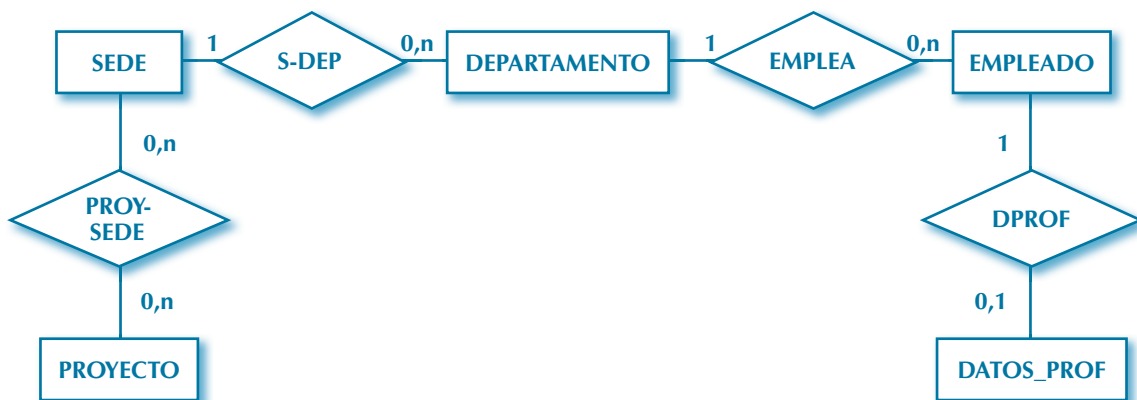 SEDE
1
S-DEP
0,n
DEPARTAMENTO
1
EMPLEA
0,n
EMPLEADO
0,n
1
PROY-
SEDE
DPROF
0,n
0,1
PROYECTO
DATOS_PROF